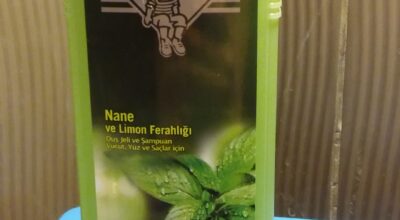 Nane
ve Limon Ferahlığı
Duş Jeli ve Şampuan
Vücut, Yüz ve Saçlar için